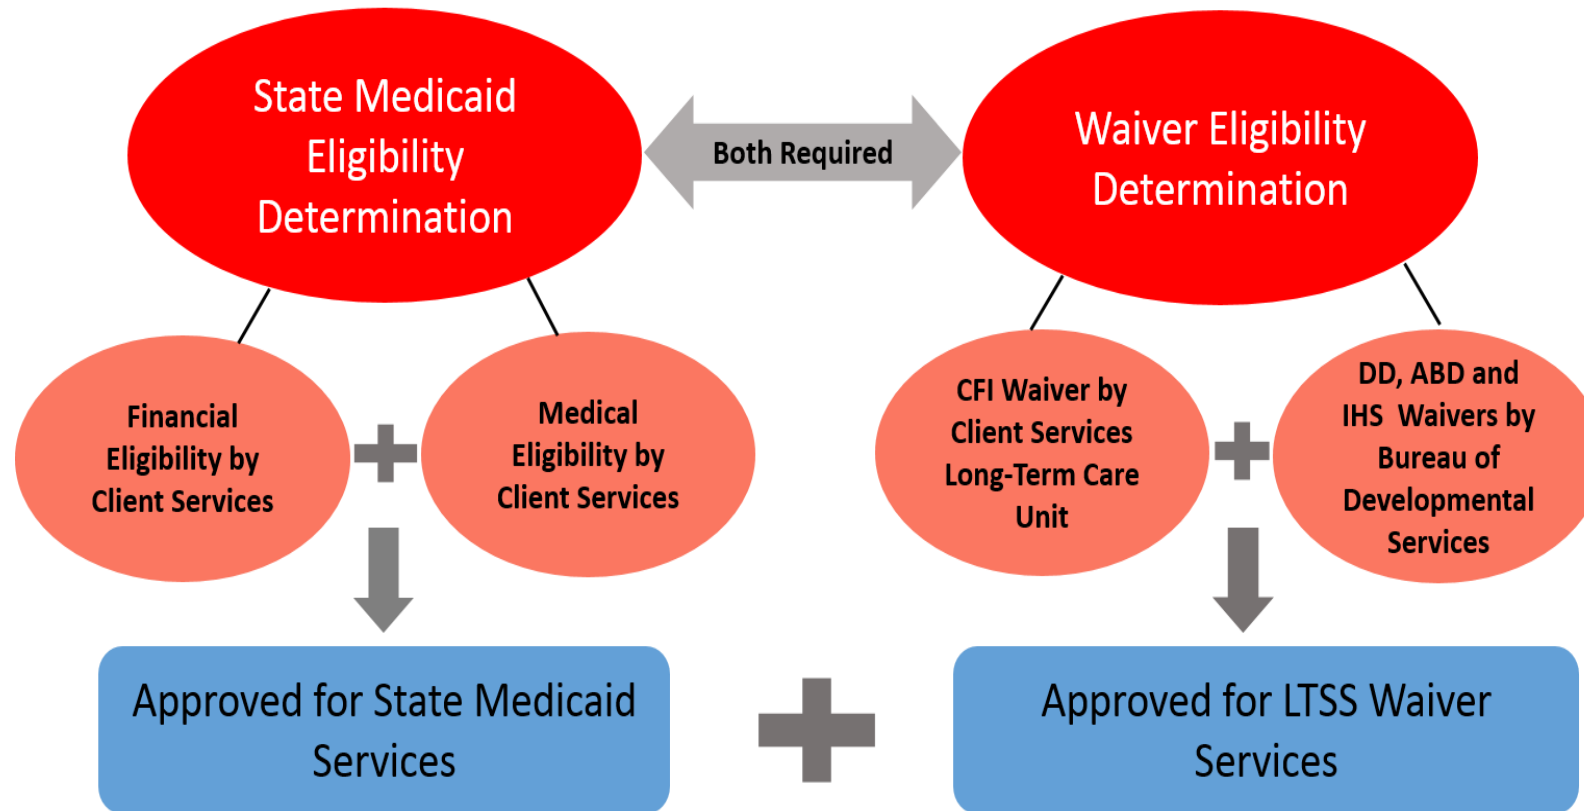 State Medicaid
Eligibility
Determination
Both Required
Waiver Eligibility
Determination
Financial
Eligibility by
Client Services
Medical
Eligibility by
Client Services
CFI Waiver by
Client Services
Long-Term Care
Unit
DD, ABD and
IHS Waivers by
Bureau of
Developmental
Services
Approved for State Medicaid
Services
Approved for LTSS Waiver
Services